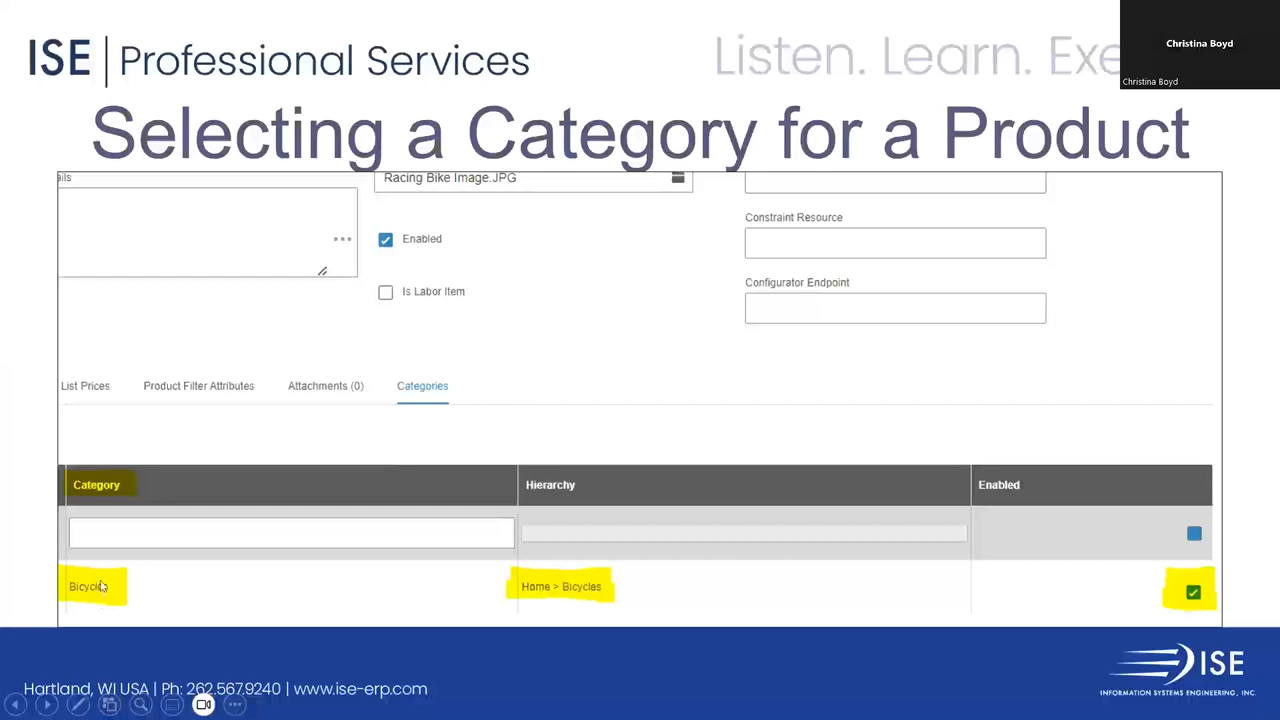 ISE | Professional Services
Listen. Learn. Exe
Christina Boyd
Christina Boyd
Selecting a Category for a Product
ails
Racing Bike Image.JPG
Enabled
Is Labor Item
Constraint Resource
Configurator Endpoint
List Prices
Product Filter Attributes
Attachments (0)
Categories
Category
Hierarchy
Enabled
Bicycles
Home > Bicycles
Hartland, WI USA | Ph: 262.567.9240 | www.ise-erp.com
ISE
INFORMATION SYSTEMS ENGINEERING, INC.